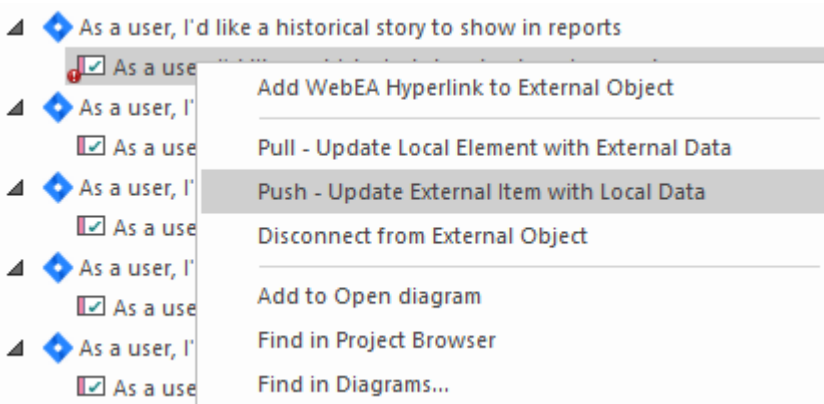 As a user, I'd like a historical story to show in reports
As a use
Add WebEA Hyperlink to External Object
As a user, I'
As a use
Pull - Update Local Element with External Data
As a user, I'
Push - Update External Item with Local Data
As a use
Disconnect from External Object
As a user, I'
As a use
Add to Open diagram
Find in Project Browser
As a user, I'
As a use
Find in Diagrams...